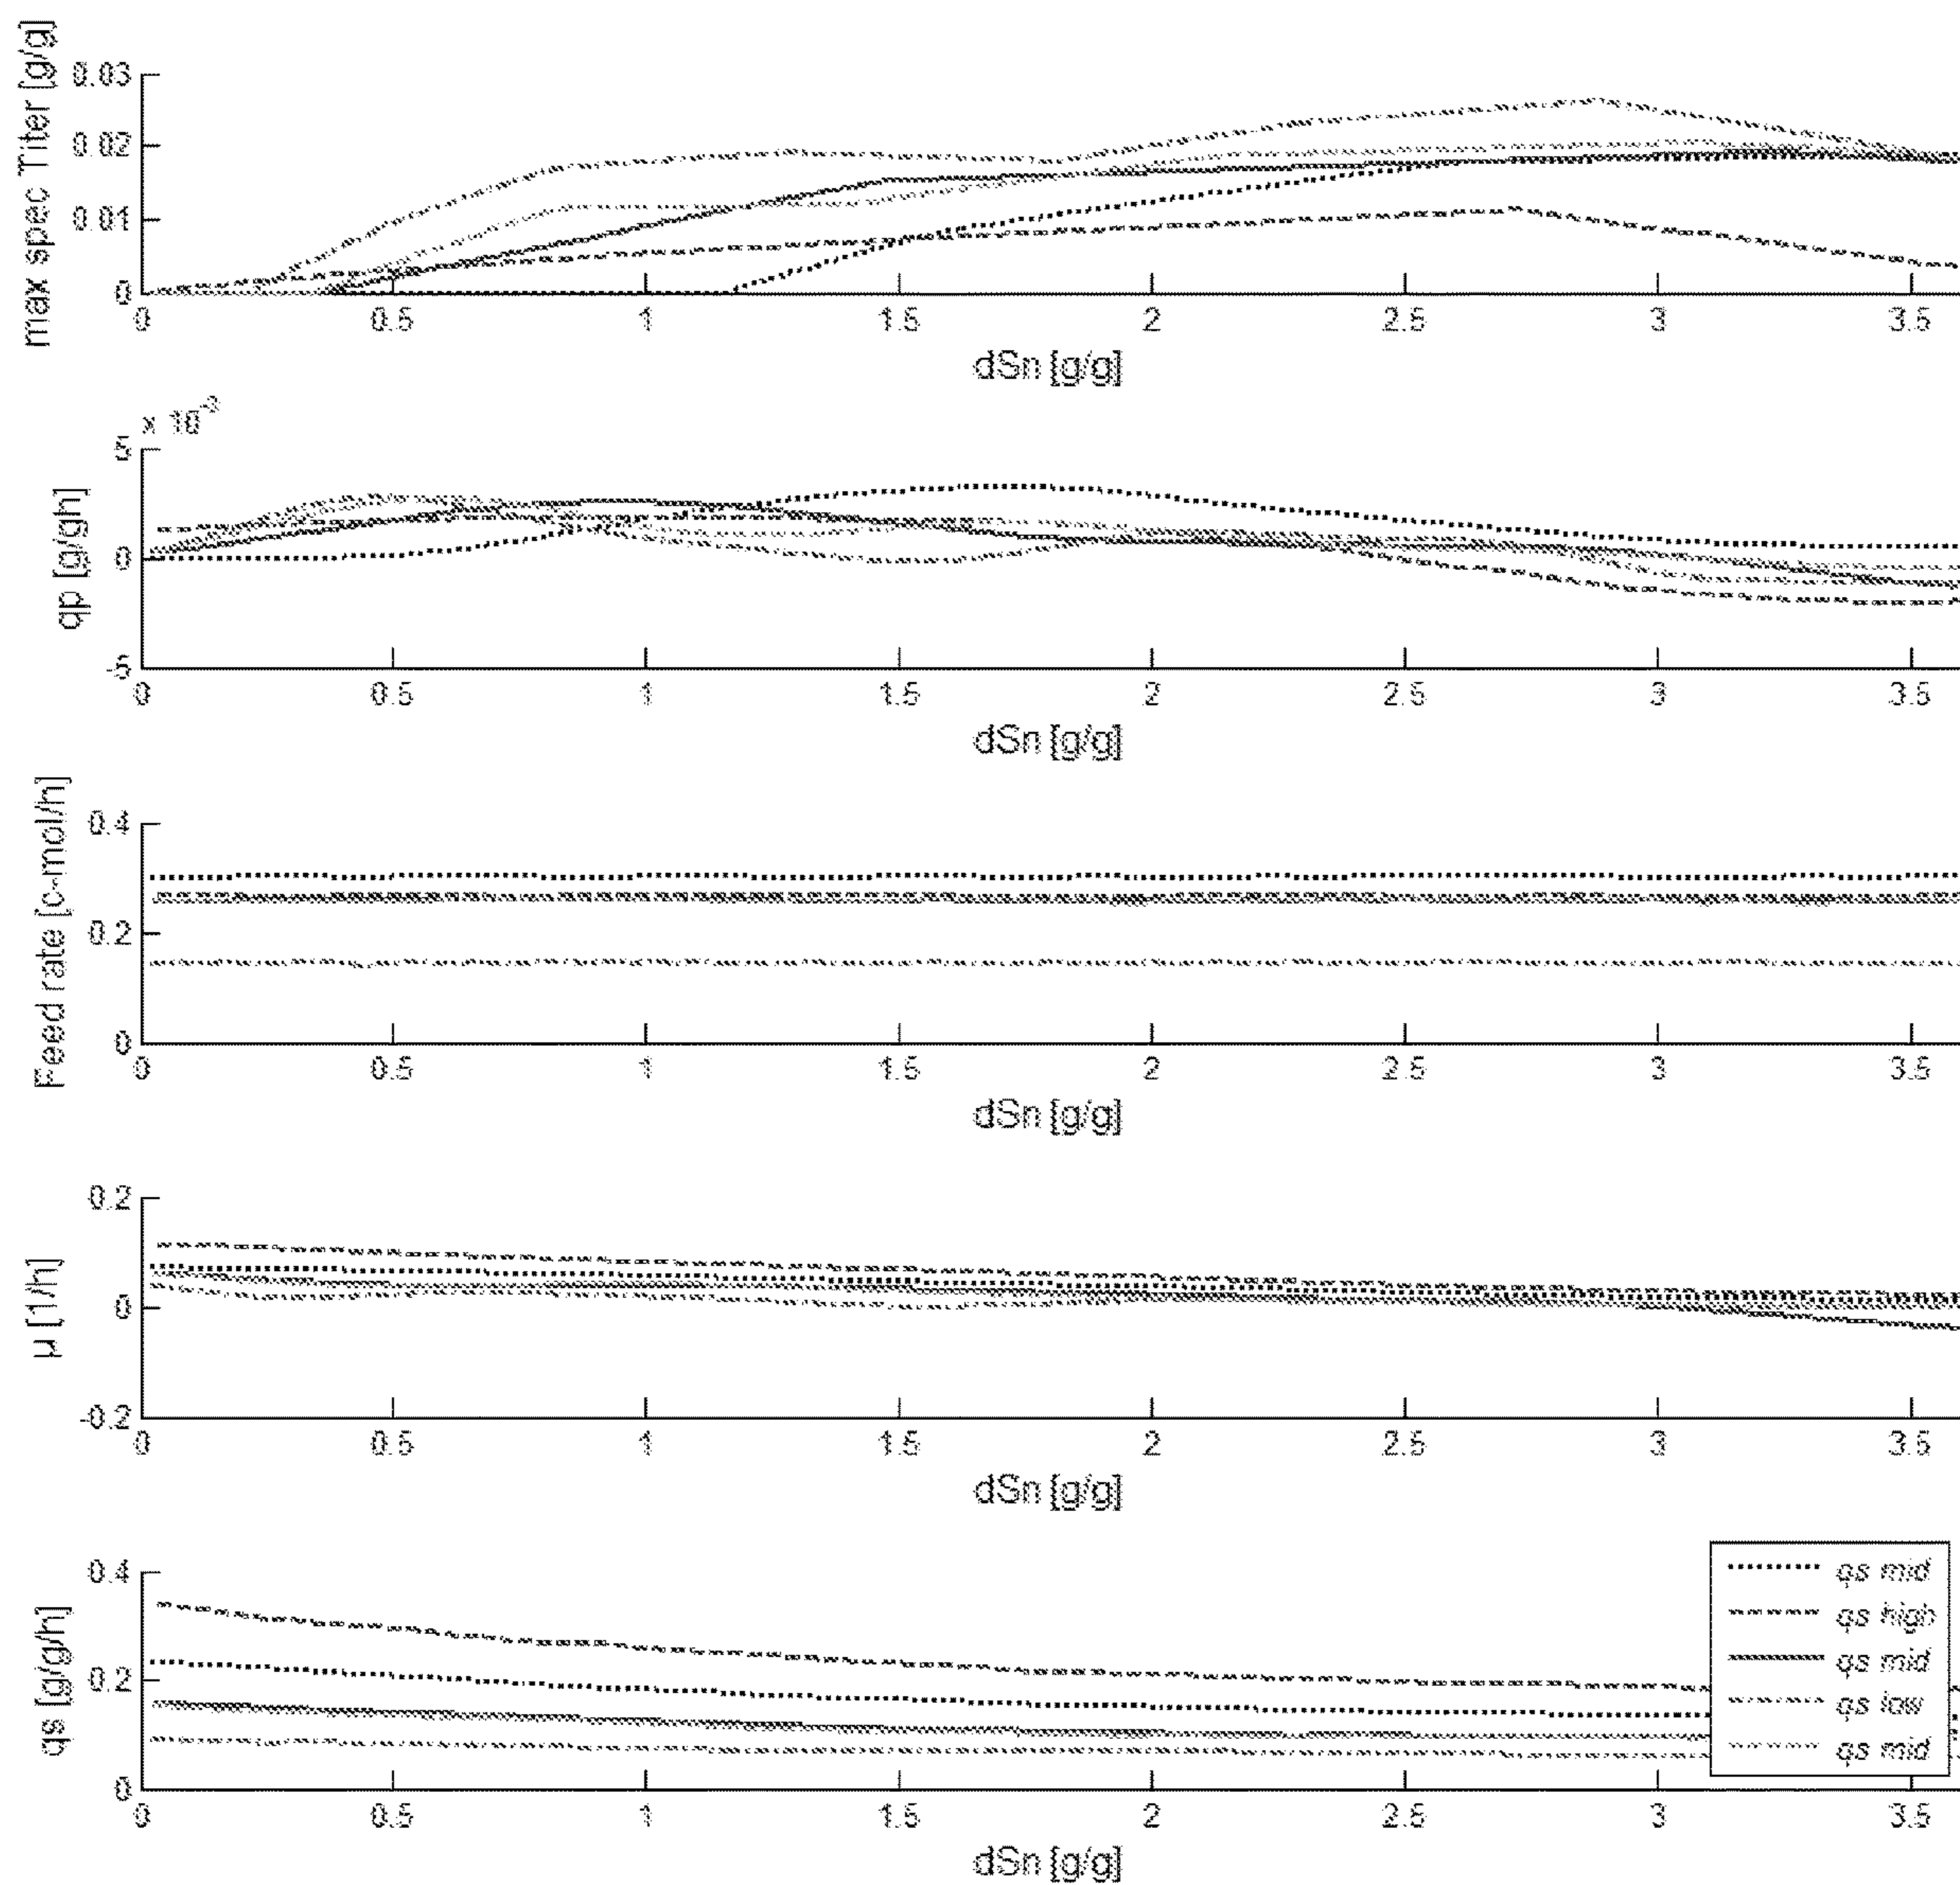 max spec Titer [g/g]
0.03
0.02
0.01
0
0 0.5 1 1.5 2 2.5 3 3.5
dSn [g/g]
x 10-3
qp [g/gh]
5
0
-5
0 0.5 1 1.5 2 2.5 3 3.5
dSn [g/g]
Feed rate [c-mol/h]
0.4
0.2
0
0 0.5 1 1.5 2 2.5 3 3.5
dSn [g/g]
µ [1/h]
0.2
0
-0.2
0 0.5 1 1.5 2 2.5 3 3.5
dSn [g/g]
qs [g/g/h]
0.4
0.2
0
0 0.5 1 1.5 2 2.5 3 3.5
dSn [g/g]
qs mid
qs high
qs mid
qs low
qs mid